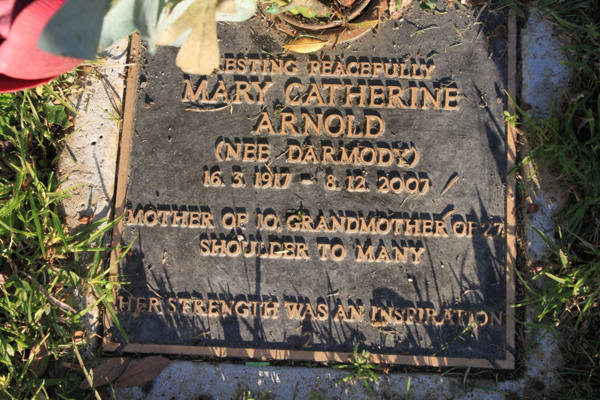 RESTING PEACEFULLY
MARY CATHERINE
ARNOLD
(NEE DARMODY)
16. 3. 1917 - 8. 12. 2007
MOTHER OF 10, GRANDMOTHER OF 27
SHOULDER TO MANY
HER STRENGTH WAS AN INSPIRATION